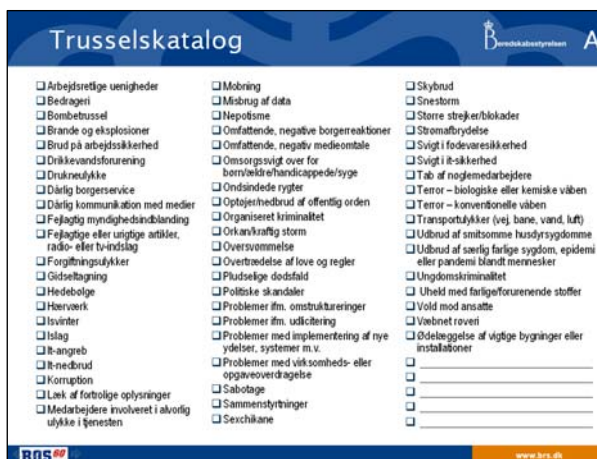 Trusselskatalog
Beredskabsstyrelsen
A
Arbejdsretlige uenigheder
Bedrageri
Bombetrussel
Brande og eksplosioner
Brud på arbejdssikkerhed
Drikkevandsforurening
Drukneulykke
Dårlig borgerservice
Dårlig kommunikation med medier
Fejlagtig myndighedsindblanding
Fejlagtige eller urigtige artikler,
radio- eller tv-indslag
Forgiftningsulykker
Gidseltagning
Hedebølge
Hærværk
Isvinter
Islag
It-angreb
It-nedbrud
Korruption
Læk af fortrolige oplysninger
Medarbejdere involveret i alvorlig
ulykke i tjenesten
Mobning
Misbrug af data
Nepotisme
Omfattende, negative borgerreaktioner
Omfattende, negativ medieomtale
Omsorgssvigt over for
børn/ældre/handicappede/syge
Ondsindede rygter
Optøjer/nedbrud af offentlig orden
Organiseret kriminalitet
Orkan/kraftig storm
Oversvømmelse
Overtrædelse af love og regler
Pludselige dødsfald
Politiske skandaler
Problemer ifm. omstruktureringer
Problemer ifm. udlicitering
Problemer med implementering af nye
ydelser, systemer m.v.
Problemer med virksomheds- eller
opgaveoverdragelse
Sabotage
Sammenstyrtninger
Sexchikane
Skybrud
Snestorm
Større strejker/blokader
Strømafbrydelse
Svigt i fødevaresikkerhed
Svigt i it-sikkerhed
Tab af nøglemedarbejdere
Terror – biologiske eller kemiske våben
Terror – konventionelle våben
Transportulykker (vej, bane, vand, luft)
Udbrud af smitsomme husdyrsygdomme
Udbrud af særlig farlige sygdom, epidemi
eller pandemi blandt mennesker
Ungdomskriminalitet
Uheld med farlige/forurenende stoffer
Vold mod ansatte
Væbnet røveri
Ødelæggelse af vigtige bygninger eller
installationer
ROS 60
www.brs.dk